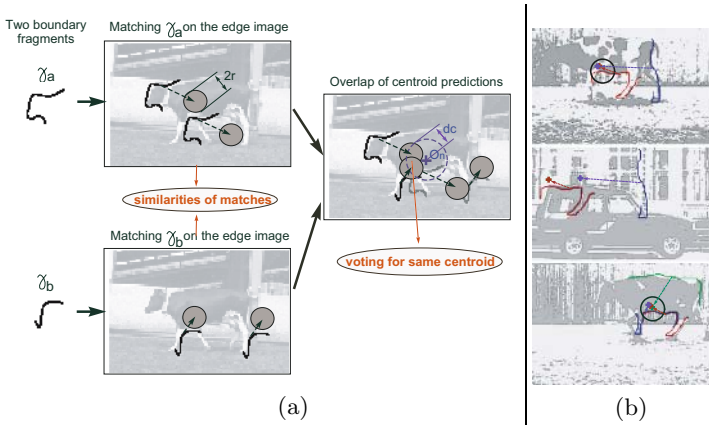 Two boundary
fragments
Matching γa on the edge image
γa
2r
Overlap of centroid predictions
dc
On
similarities of matches
Matching γb on the edge image
voting for same centroid
γb
(a)
(b)